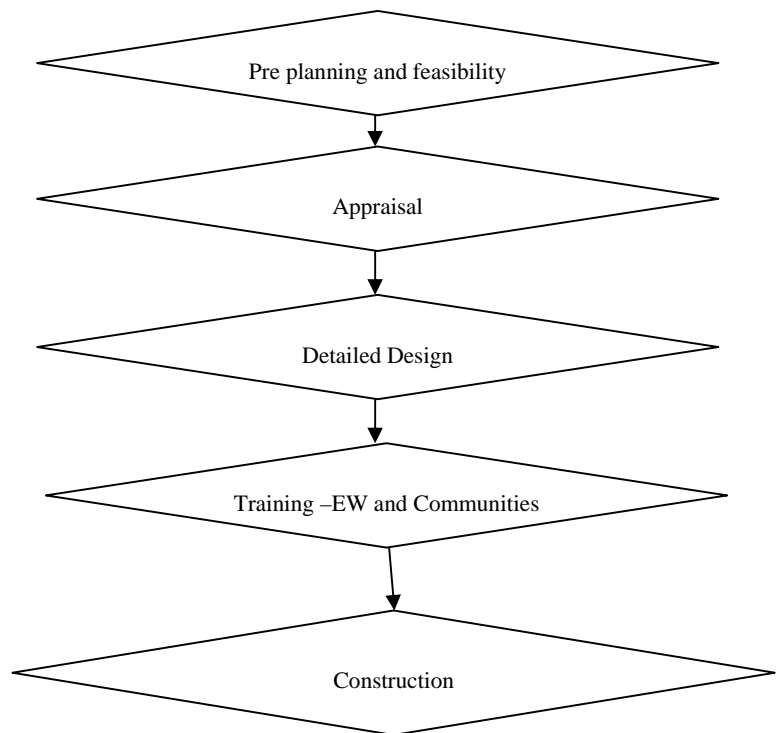 Pre planning and feasibility
Appraisal
Detailed Design
Training –EW and Communities
Construction